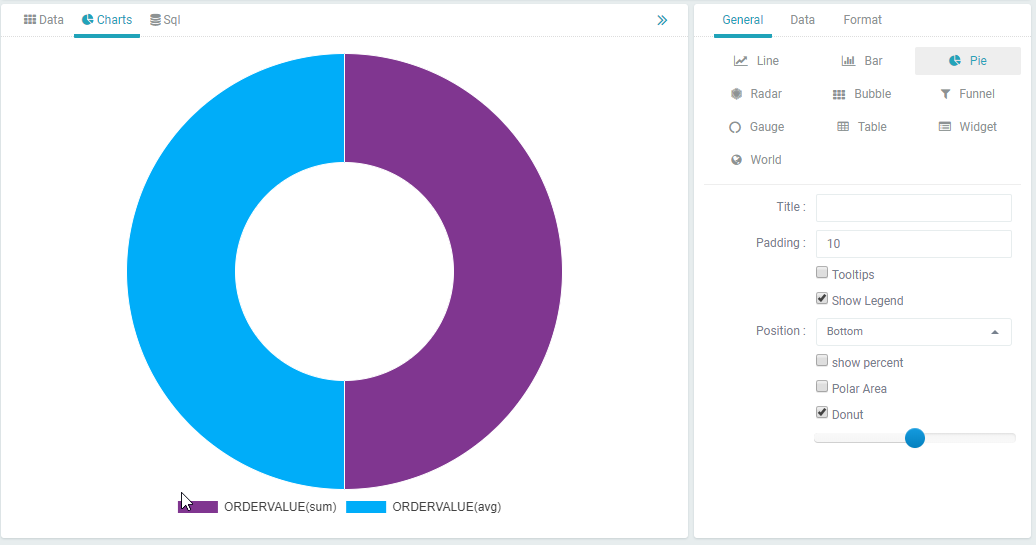 Data Charts Sql
General Data Format
Line Bar Pie
Radar Bubble Funnel
Gauge Table Widget
World
Title :
Padding : 10
Tooltips
Show Legend
Position : Bottom
show percent
Polar Area
Donut
ORDERVALUE(sum) ORDERVALUE(avg)